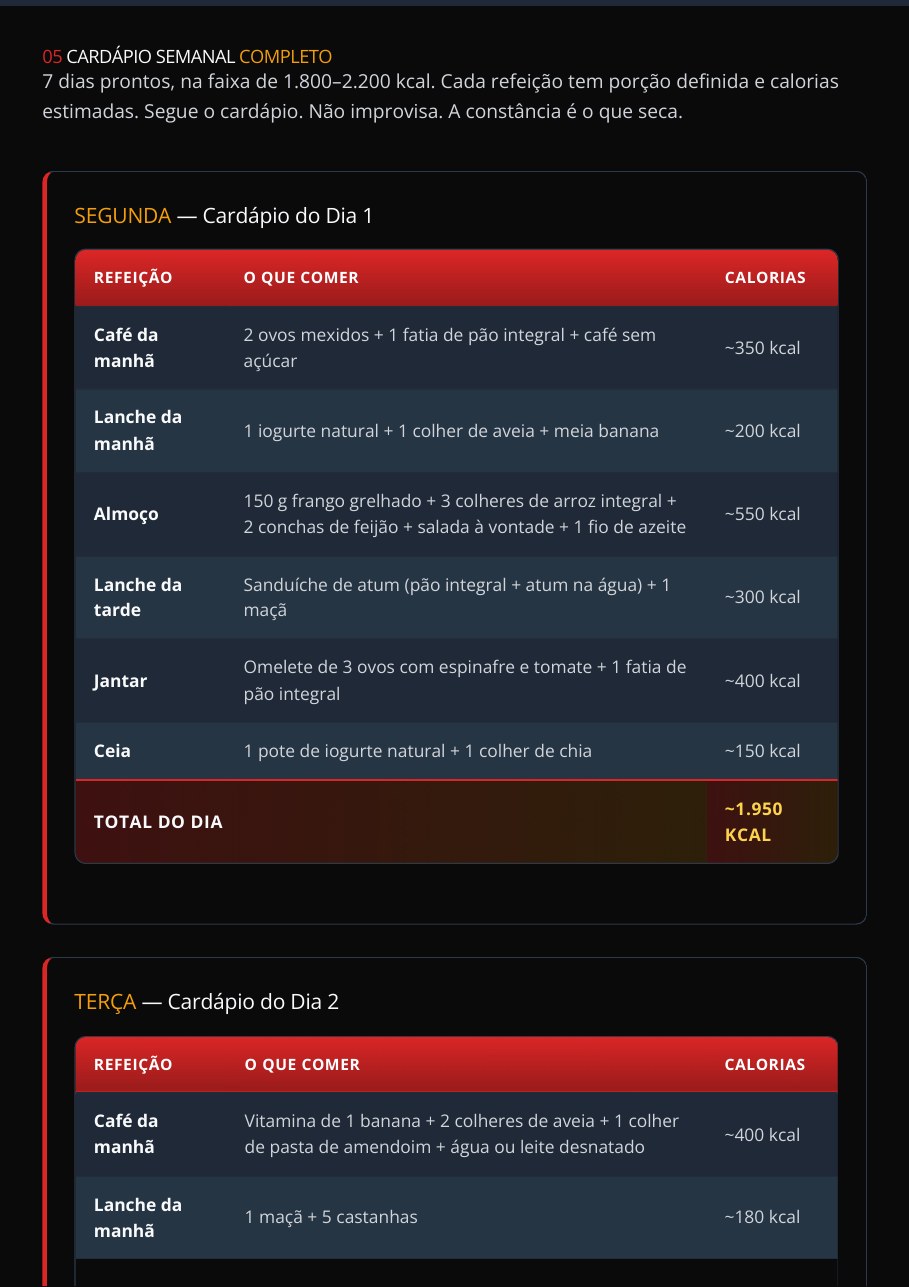 05 CARDÁPIO SEMANAL COMPLETO
7 dias prontos, na faixa de 1.800–2.200 kcal. Cada refeição tem porção definida e calorias
estimadas. Segue o cardápio. Não improvisa. A constância é o que seca.
SEGUNDA — Cardápio do Dia 1
REFEIÇÃO O QUE COMER CALORIAS
Café da
manhã
2 ovos mexidos + 1 fatia de pão integral + café sem
açúcar
~350 kcal
Lanche da
manhã
1 iogurte natural + 1 colher de aveia + meia banana
~200 kcal
Almoço
150 g frango grelhado + 3 colheres de arroz integral +
2 conchas de feijão + salada à vontade + 1 fio de azeite
~550 kcal
Lanche da
tarde
Sanduíche de atum (pão integral + atum na água) + 1
maçã
~300 kcal
Jantar
Omelete de 3 ovos com espinafre e tomate + 1 fatia de
pão integral
~400 kcal
Ceia
1 pote de iogurte natural + 1 colher de chia
~150 kcal
TOTAL DO DIA
~1.950
KCAL
TERÇA — Cardápio do Dia 2
REFEIÇÃO O QUE COMER CALORIAS
Café da
manhã
Vitamina de 1 banana + 2 colheres de aveia + 1 colher
de pasta de amendoim + água ou leite desnatado
~400 kcal
Lanche da
manhã
1 maçã + 5 castanhas
~180 kcal